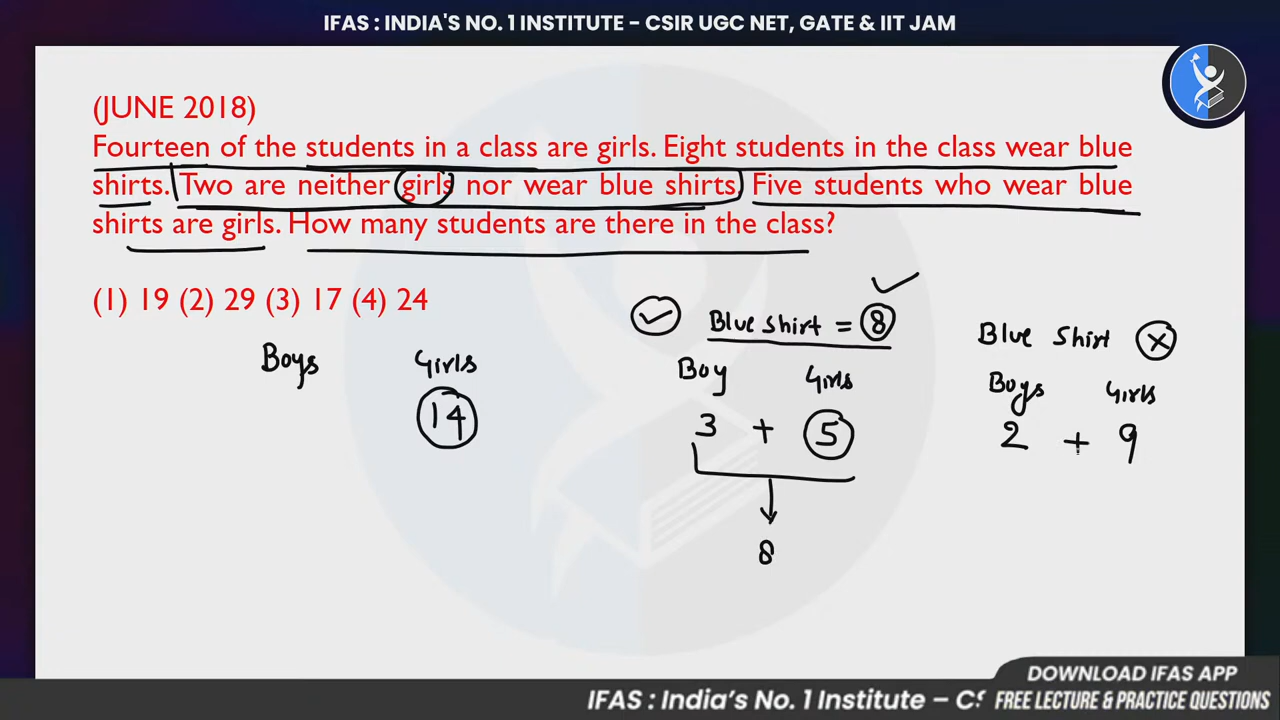 IFAS : INDIA'S NO. 1 INSTITUTE - CSIR UGC NET, GATE & IIT JAM
(JUNE 2018)
Fourteen of the students in a class are girls. Eight students in the class wear blue
shirts. Two are neither girls nor wear blue shirts. Five students who wear blue
shirts are girls. How many students are there in the class?
(1) 19 (2) 29 (3) 17 (4) 24
Blue Shirt = 8
Blue Shirt ×
Boys Girls
14
Boy Girls
3 + 5
8
Boys Girls
2 + 9
DOWNLOAD IFAS APP
IFAS : India's No. 1 Institute – CS
FREE LECTURE & PRACTICE QUESTIONS